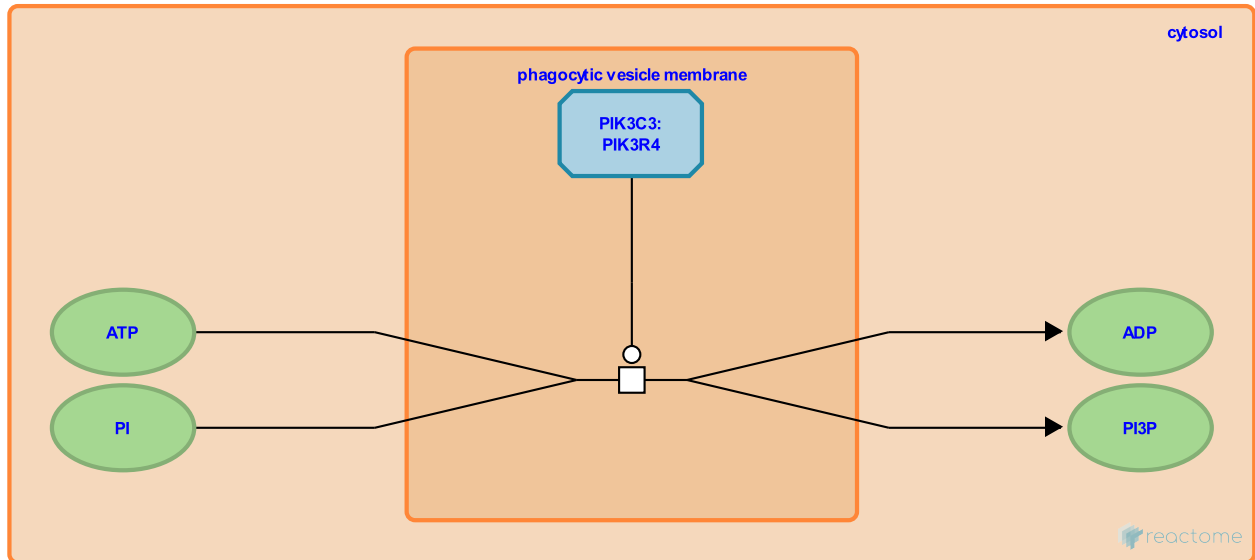 cytosol
phagocytic vesicle membrane
PIK3C3:
PIK3R4
ATP
ADP
PI
PI3P
reactome